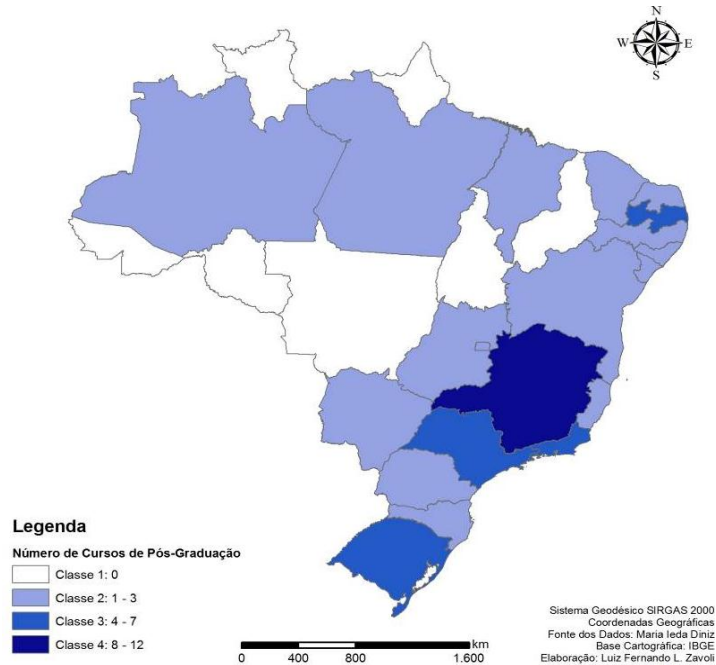 N
W E
S
Legenda
Número de Cursos de Pós-Graduação
Classe 1: 0
Classe 2: 1 - 3
Classe 3: 4 - 7
Classe 4: 8 - 12
km
0 400 800 1.600
Sistema Geodésico SIRGAS 2000
Coordenadas Geográficas
Fonte dos Dados: Maria Ieda Diniz
Base Cartográfica: IBGE
Elaboração: Luiz Fernando L. Zavoli